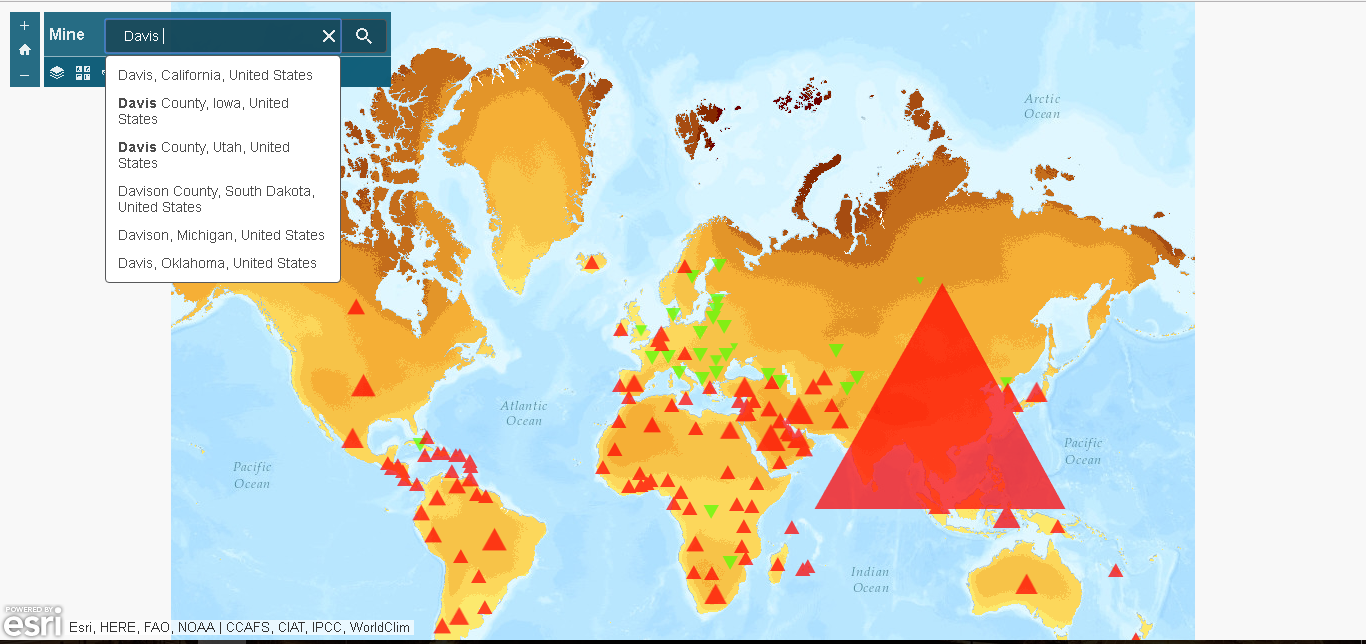 Mine
Davis
Davis, California, United States
Davis County, Iowa, United
States
Davis County, Utah, United
States
Davison County, South Dakota,
United States
Davison, Michigan, United States
Davis, Oklahoma, United States
Arctic
Ocean
Atlantic
Ocean
Pacific
Ocean
Pacific
Ocean
Indian
Ocean
POWERED BY
esri
Esri, HERE, FAO, NOAA | CCAFS, CIAT, IPCC, WorldClim